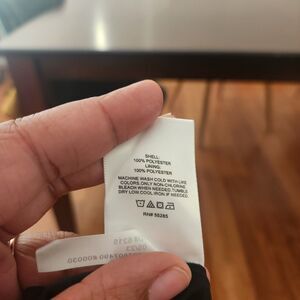 SHELL:
100% POLYESTER
LINING:
100% POLYESTER
MACHINE WASH COLD WITH LIKE
COLORS, ONLY NON-CHLORINE
BLEACH WHEN NEEDED, TUMBLE
DRY LOW COOL IRON IF NEEDED.
RN# 58285